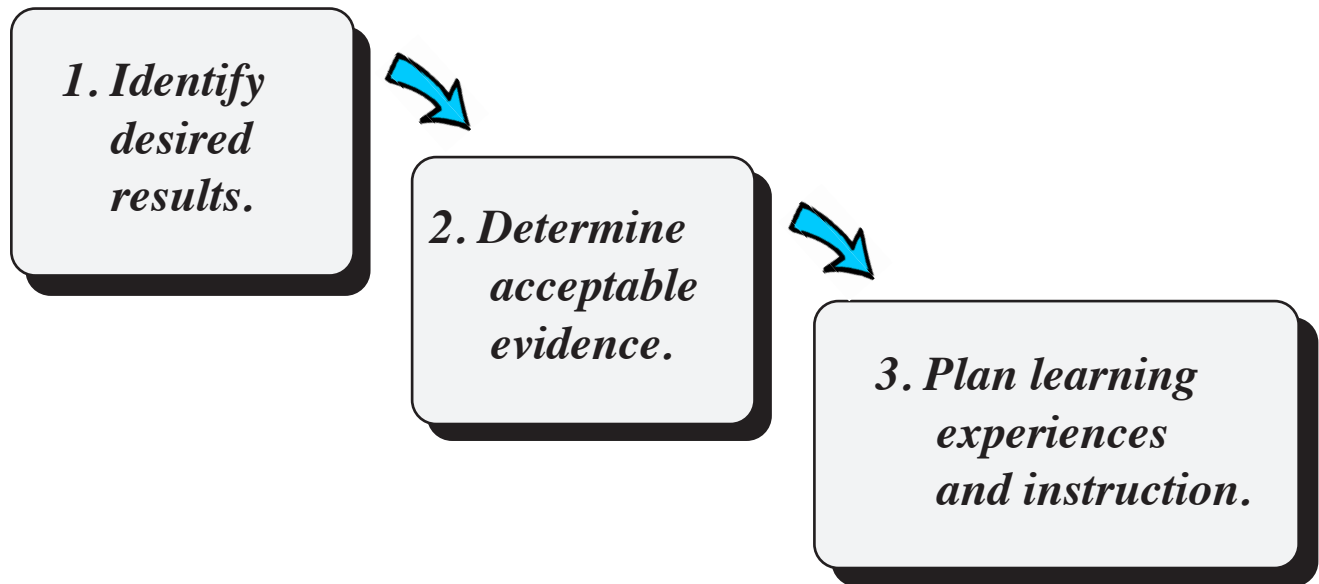 1. Identify
desired
results.
2. Determine
acceptable
evidence.
3. Plan learning
experiences
and instruction.